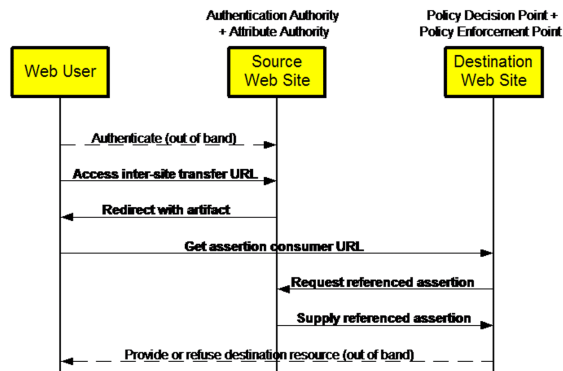 Authentication Authority
+ Attribute Authority
Policy Decision Point +
Policy Enforcement Point
Web User
Source
Web Site
Destination
Web Site
Authenticate (out of band)
Access inter-site transfer URL
Redirect with artifact
Get assertion consumer URL
Request referenced assertion
Supply referenced assertion
Provide or refuse destination resource (out of band)